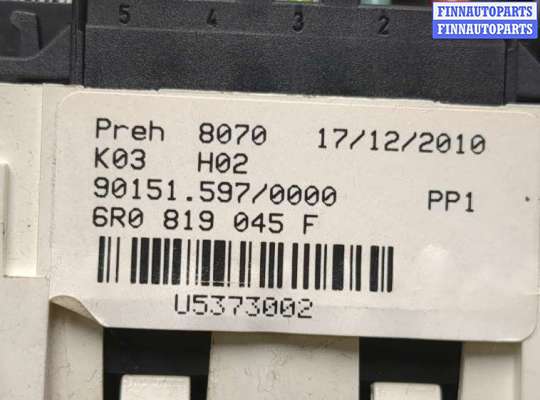 FINNAUTOPARTS
FINNAUTOPARTS
5 4 3 2
Preh 8070 17/12/2010
K03 H02
90151.597/0000 PP1
6R0 819 045 F
U5373002